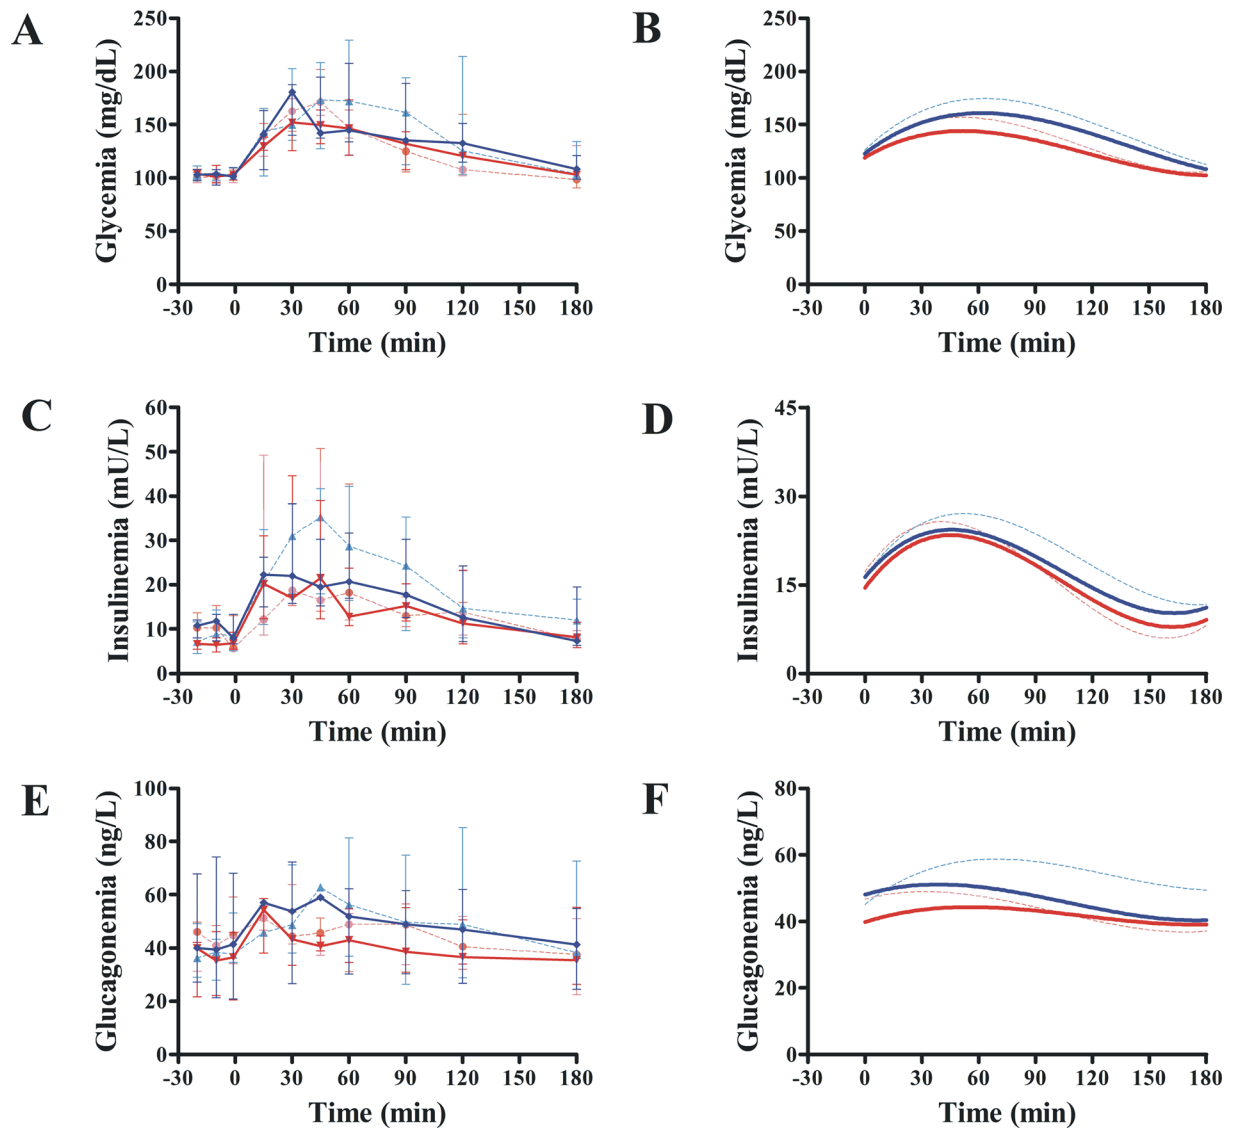 A
Glycemia (mg/dL)
250
200
150
100
50
0
-30 0 30 60 90 120 150 180
Time (min)
B
Glycemia (mg/dL)
250
200
150
100
50
0
-30 0 30 60 90 120 150 180
Time (min)
C
Insulinemia (mU/L)
60
50
40
30
20
10
0
-30 0 30 60 90 120 150 180
Time (min)
D
Insulinemia (mU/L)
45
30
15
0
-30 0 30 60 90 120 150 180
Time (min)
E
Glucagonemia (ng/L)
100
80
60
40
20
0
-30 0 30 60 90 120 150 180
Time (min)
F
Glucagonemia (ng/L)
80
60
40
20
0
-30 0 30 60 90 120 150 180
Time (min)